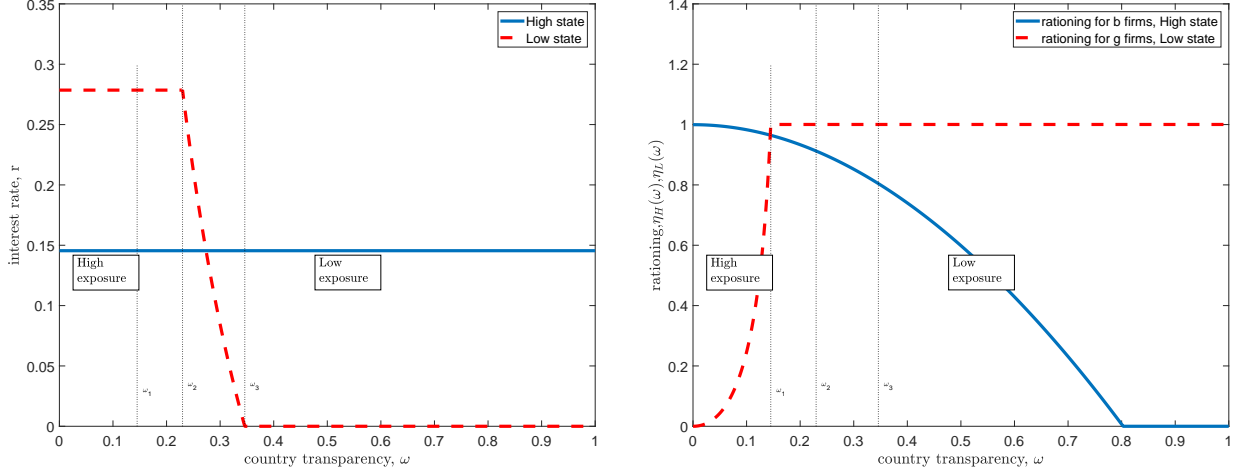 0.35
0.3
0.25
0.2
0.15
0.1
0.05
0
interest rate, r
High state
Low state
High
exposure
Low
exposure
ω1
ω2
ω3
0 0.1 0.2 0.3 0.4 0.5 0.6 0.7 0.8 0.9 1
country transparency, ω
1.4
1.2
1
0.8
0.6
0.4
0.2
0
rationing,ηH(ω),ηL(ω)
rationing for b firms, High state
rationing for g firms, Low state
High
exposure
Low
exposure
ω1
ω2
ω3
0 0.1 0.2 0.3 0.4 0.5 0.6 0.7 0.8 0.9 1
country transparency, ω